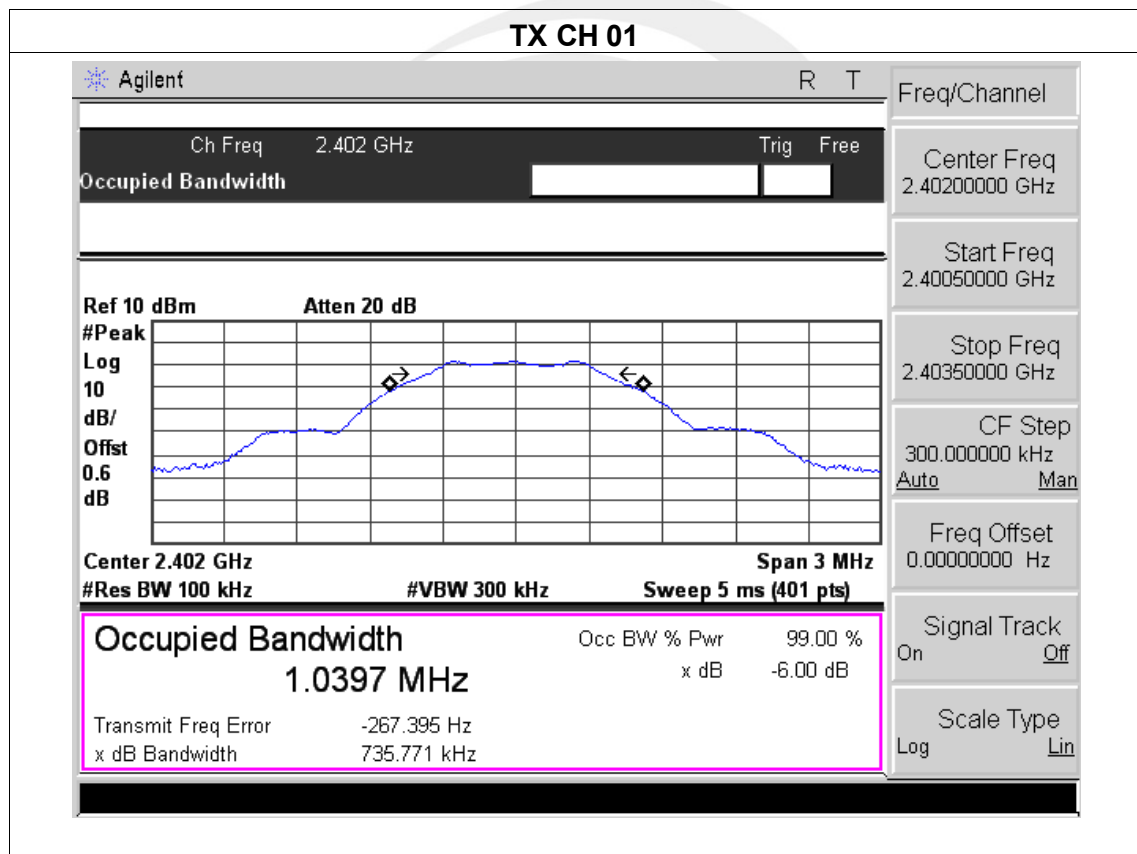 TX CH 01
Agilent R T
Freq/Channel
Ch Freq 2.402 GHz Trig Free
Occupied Bandwidth
Center Freq
2.40200000 GHz
Start Freq
2.40050000 GHz
Stop Freq
2.40350000 GHz
CF Step
300.000000 kHz
Auto Man
Freq Offset
0.00000000 Hz
Signal Track
On Off
Scale Type
Log Lin
Ref 10 dBm Atten 20 dB
#Peak
Log
10
dB/
Offst
0.6
dB
Center 2.402 GHz Span 3 MHz
#Res BW 100 kHz #VBW 300 kHz Sweep 5 ms (401 pts)
Occupied Bandwidth Occ BW % Pwr 99.00 %
1.0397 MHz x dB -6.00 dB
Transmit Freq Error -267.395 Hz
x dB Bandwidth 735.771 kHz